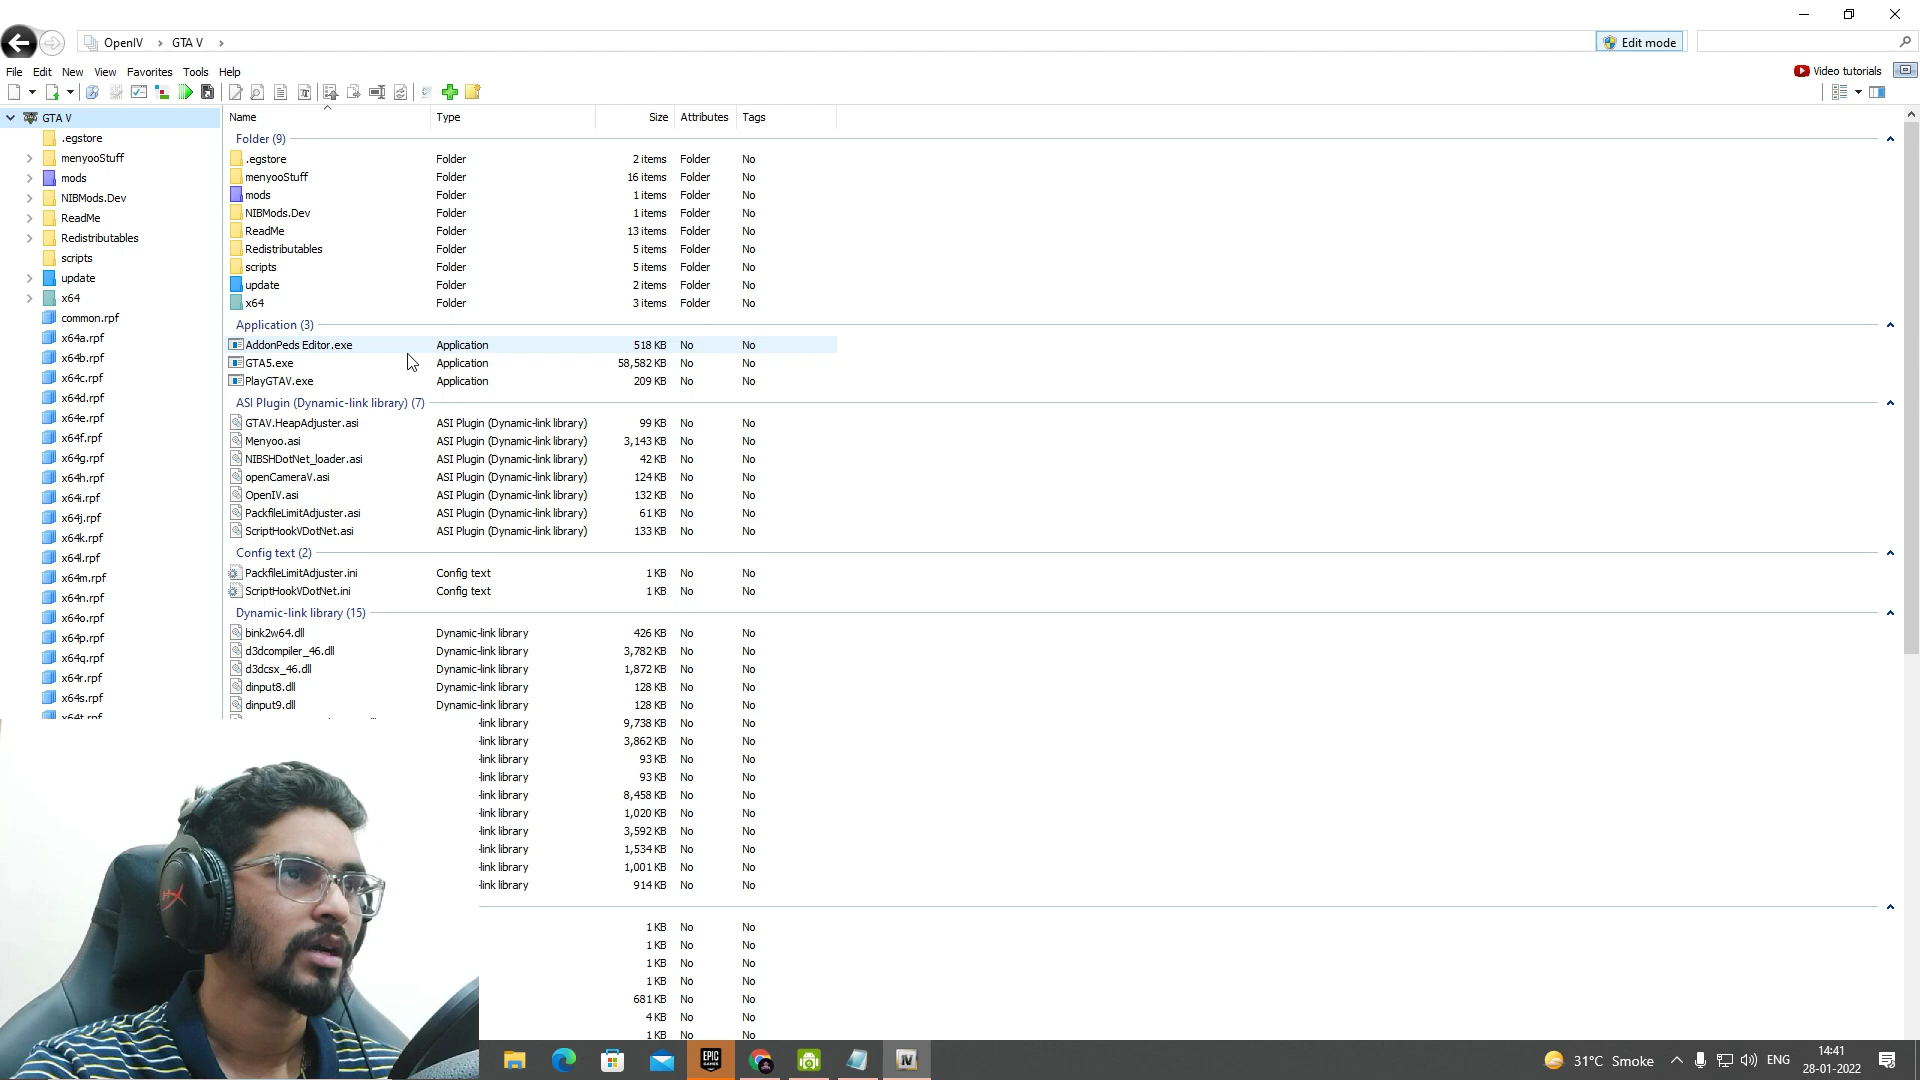 OpenIV > GTA V >
Edit mode
File Edit New View Favorites Tools Help
Video tutorials
GTA V
.egstore
menyooStuff
mods
NIBMods.Dev
ReadMe
Redistributables
scripts
update
x64
common.rpf
x64a.rpf
x64b.rpf
x64c.rpf
x64d.rpf
x64e.rpf
x64f.rpf
x64g.rpf
x64h.rpf
x64i.rpf
x64j.rpf
x64k.rpf
x64l.rpf
x64m.rpf
x64n.rpf
x64o.rpf
x64p.rpf
x64q.rpf
x64r.rpf
x64s.rpf
x64t.rpf
Name Type Size Attributes Tags
Folder (9)
.egstore Folder 2 items Folder No
menyooStuff Folder 16 items Folder No
mods Folder 1 items Folder No
NIBMods.Dev Folder 1 items Folder No
ReadMe Folder 13 items Folder No
Redistributables Folder 5 items Folder No
scripts Folder 5 items Folder No
update Folder 2 items Folder No
x64 Folder 3 items Folder No
Application (3)
AddonPeds Editor.exe Application 518 KB No No
GTA5.exe Application 58,582 KB No No
PlayGTAV.exe Application 209 KB No No
ASI Plugin (Dynamic-link library) (7)
GTAV.HeapAdjuster.asi ASI Plugin (Dynamic-link library) 99 KB No No
Menyoo.asi ASI Plugin (Dynamic-link library) 3,143 KB No No
NIBSHDotNet_loader.asi ASI Plugin (Dynamic-link library) 42 KB No No
openCameraV.asi ASI Plugin (Dynamic-link library) 124 KB No No
OpenIV.asi ASI Plugin (Dynamic-link library) 132 KB No No
PackfileLimitAdjuster.asi ASI Plugin (Dynamic-link library) 61 KB No No
ScriptHookVDotNet.asi ASI Plugin (Dynamic-link library) 133 KB No No
Config text (2)
PackfileLimitAdjuster.ini Config text 1 KB No No
ScriptHookVDotNet.ini Config text 1 KB No No
Dynamic-link library (15)
bink2w64.dll Dynamic-link library 426 KB No No
d3dcompiler_46.dll Dynamic-link library 3,782 KB No No
d3dcsx_46.dll Dynamic-link library 1,872 KB No No
dinput8.dll Dynamic-link library 128 KB No No
dinput9.dll Dynamic-link library 128 KB No No
-link library 9,738 KB No No
-link library 3,862 KB No No
-link library 93 KB No No
-link library 93 KB No No
-link library 8,458 KB No No
-link library 1,020 KB No No
-link library 3,592 KB No No
-link library 1,534 KB No No
-link library 1,001 KB No No
-link library 914 KB No No
1 KB No No
1 KB No No
1 KB No No
1 KB No No
681 KB No No
4 KB No No
1 KB No No
EPIC GAMES
IV
31°C Smoke
ENG
14:41
28-01-2022